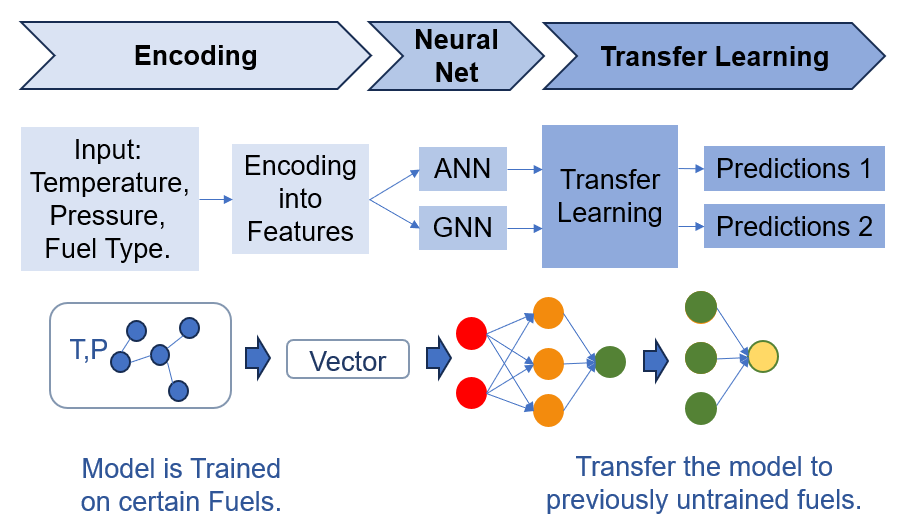 Encoding
Neural
Net
Transfer Learning
Input:
Temperature,
Pressure,
Fuel Type.
Encoding
into
Features
ANN
GNN
Transfer
Learning
Predictions 1
Predictions 2
T,P
Vector
Model is Trained
on certain Fuels.
Transfer the model to
previously untrained fuels.